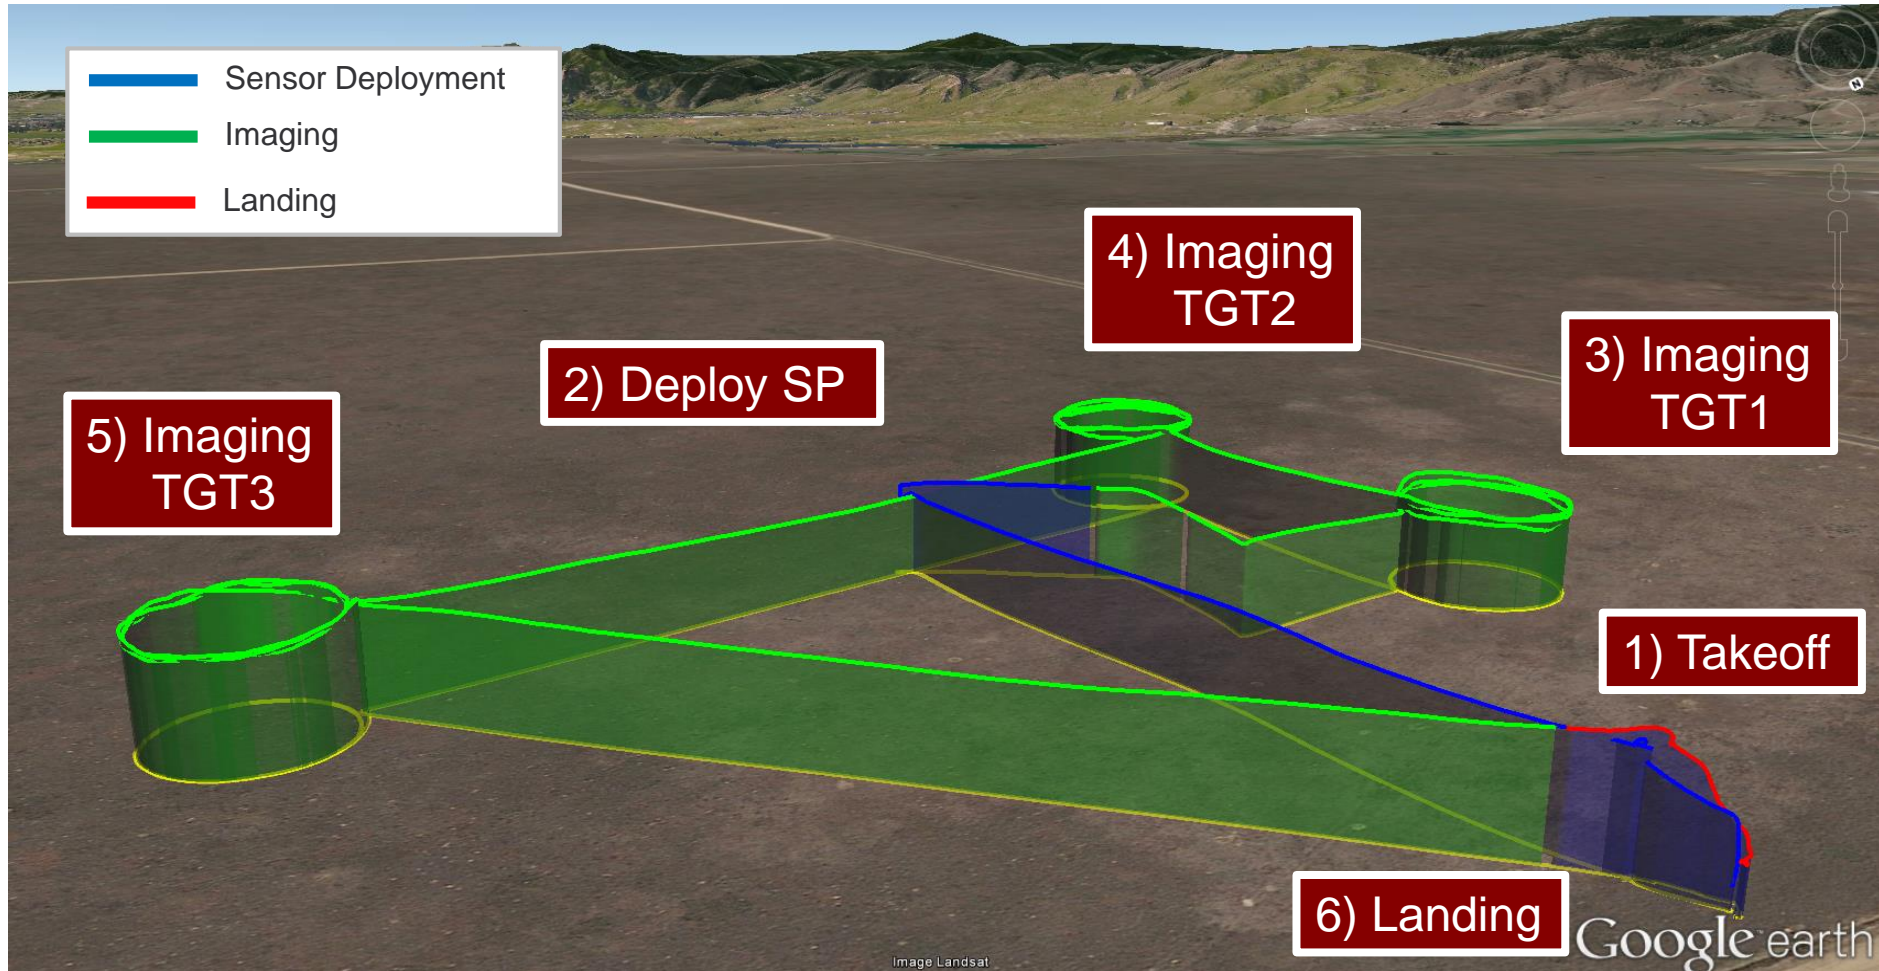 Sensor Deployment
Imaging
Landing
4) Imaging
TGT2
3) Imaging
TGT1
2) Deploy SP
5) Imaging
TGT3
1) Takeoff
6) Landing
Google earth
Image Landsat
N